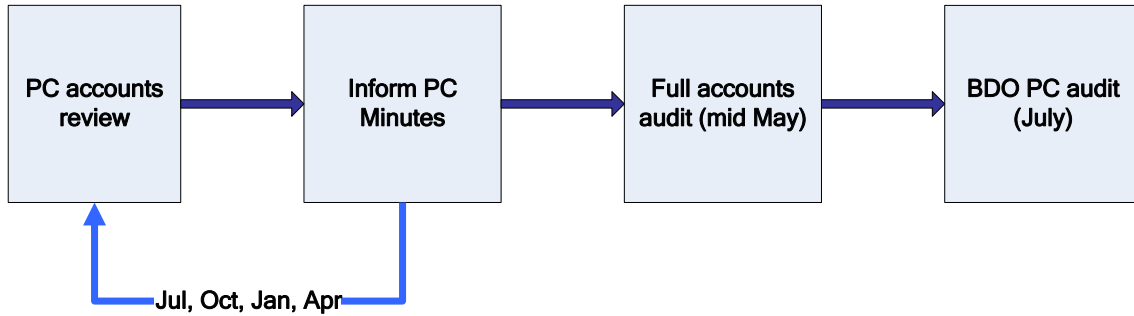 PC accounts
review
Inform PC
Minutes
Full accounts
audit (mid May)
BDO PC audit
(July)
Jul, Oct, Jan, Apr